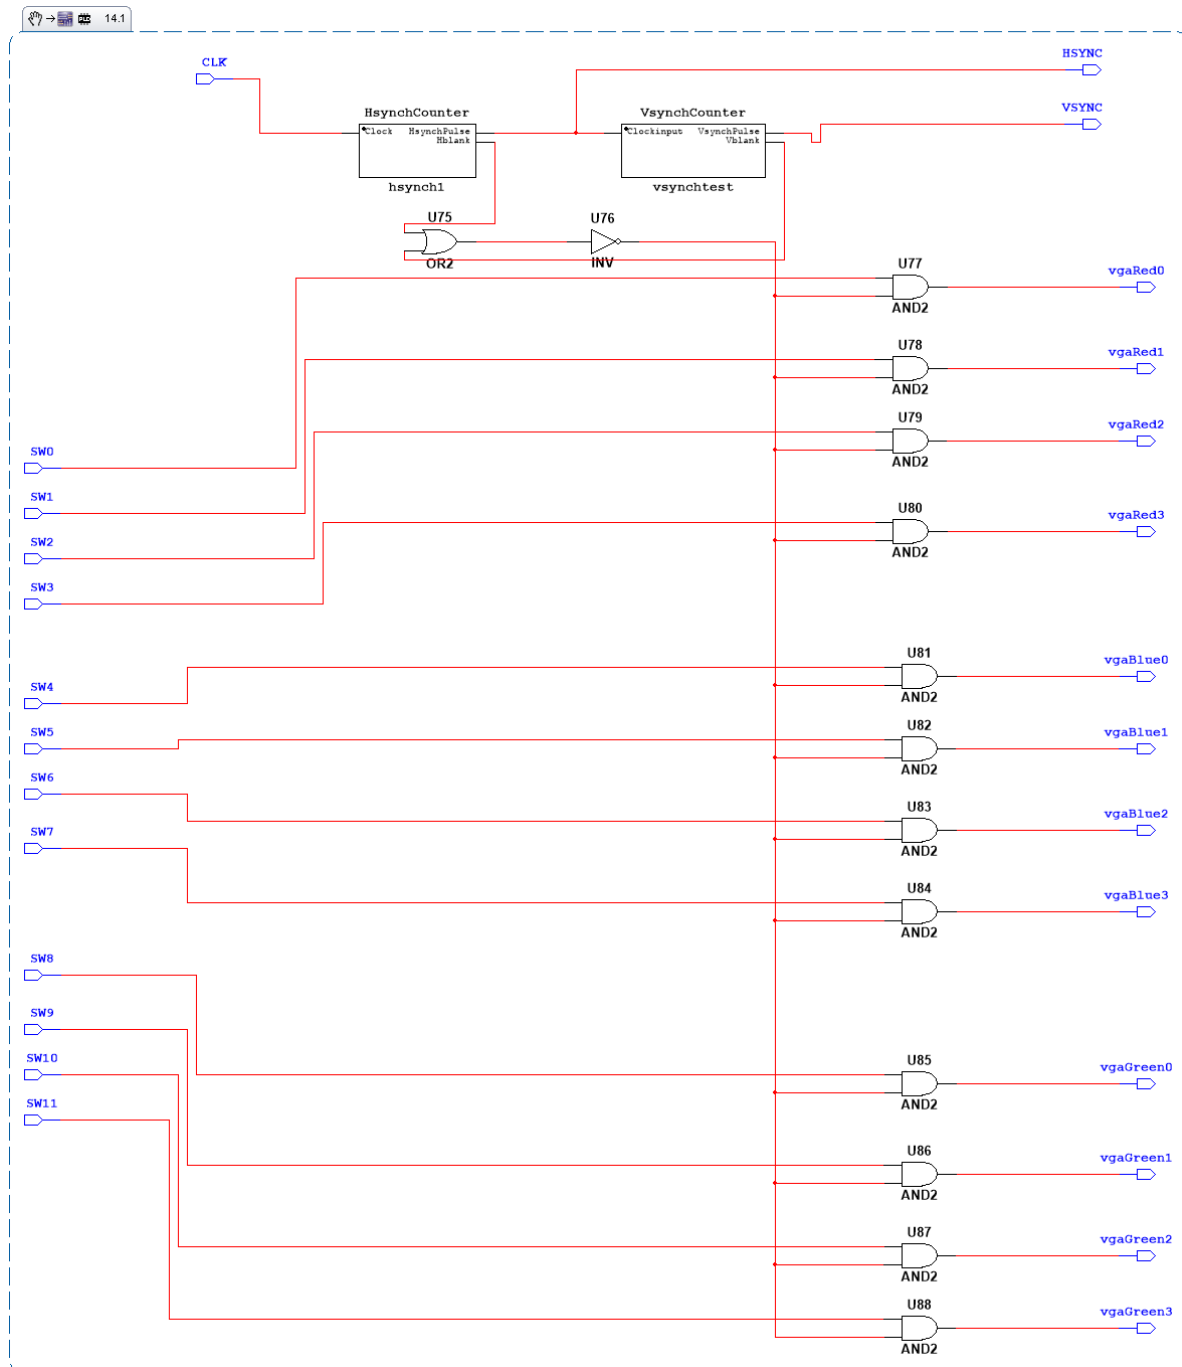 PLD 14.1
CLK
HSYNC
VSYNC
HsynchCounter
VsynchCounter
Clock HsynchPulse
Hblank
Clockinput VsynchPulse
Vblank
hsynch1
vsynchtest
U75
OR2
U76
INV
U77
AND2
vgaRed0
U78
AND2
vgaRed1
U79
AND2
vgaRed2
SW0
SW1
U80
AND2
vgaRed3
SW2
SW3
U81
AND2
vgaBlue0
SW4
U82
AND2
vgaBlue1
SW5
SW6
U83
AND2
vgaBlue2
SW7
U84
AND2
vgaBlue3
SW8
SW9
SW10
U85
AND2
vgaGreen0
SW11
U86
AND2
vgaGreen1
U87
AND2
vgaGreen2
U88
AND2
vgaGreen3